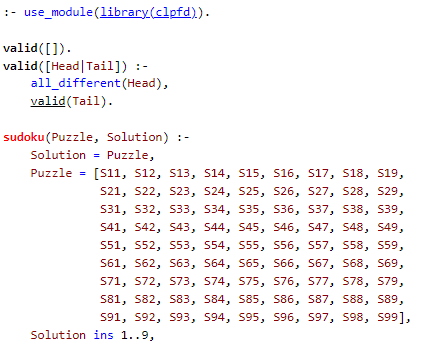 :- use_module(library(clpfd)).
valid([]).
valid([Head|Tail]) :-
all_different(Head),
valid(Tail).
sudoku(Puzzle, Solution) :-
Solution = Puzzle,
Puzzle = [S11, S12, S13, S14, S15, S16, S17, S18, S19,
S21, S22, S23, S24, S25, S26, S27, S28, S29,
S31, S32, S33, S34, S35, S36, S37, S38, S39,
S41, S42, S43, S44, S45, S46, S47, S48, S49,
S51, S52, S53, S54, S55, S56, S57, S58, S59,
S61, S62, S63, S64, S65, S66, S67, S68, S69,
S71, S72, S73, S74, S75, S76, S77, S78, S79,
S81, S82, S83, S84, S85, S86, S87, S88, S89,
S91, S92, S93, S94, S95, S96, S97, S98, S99],
Solution ins 1..9,